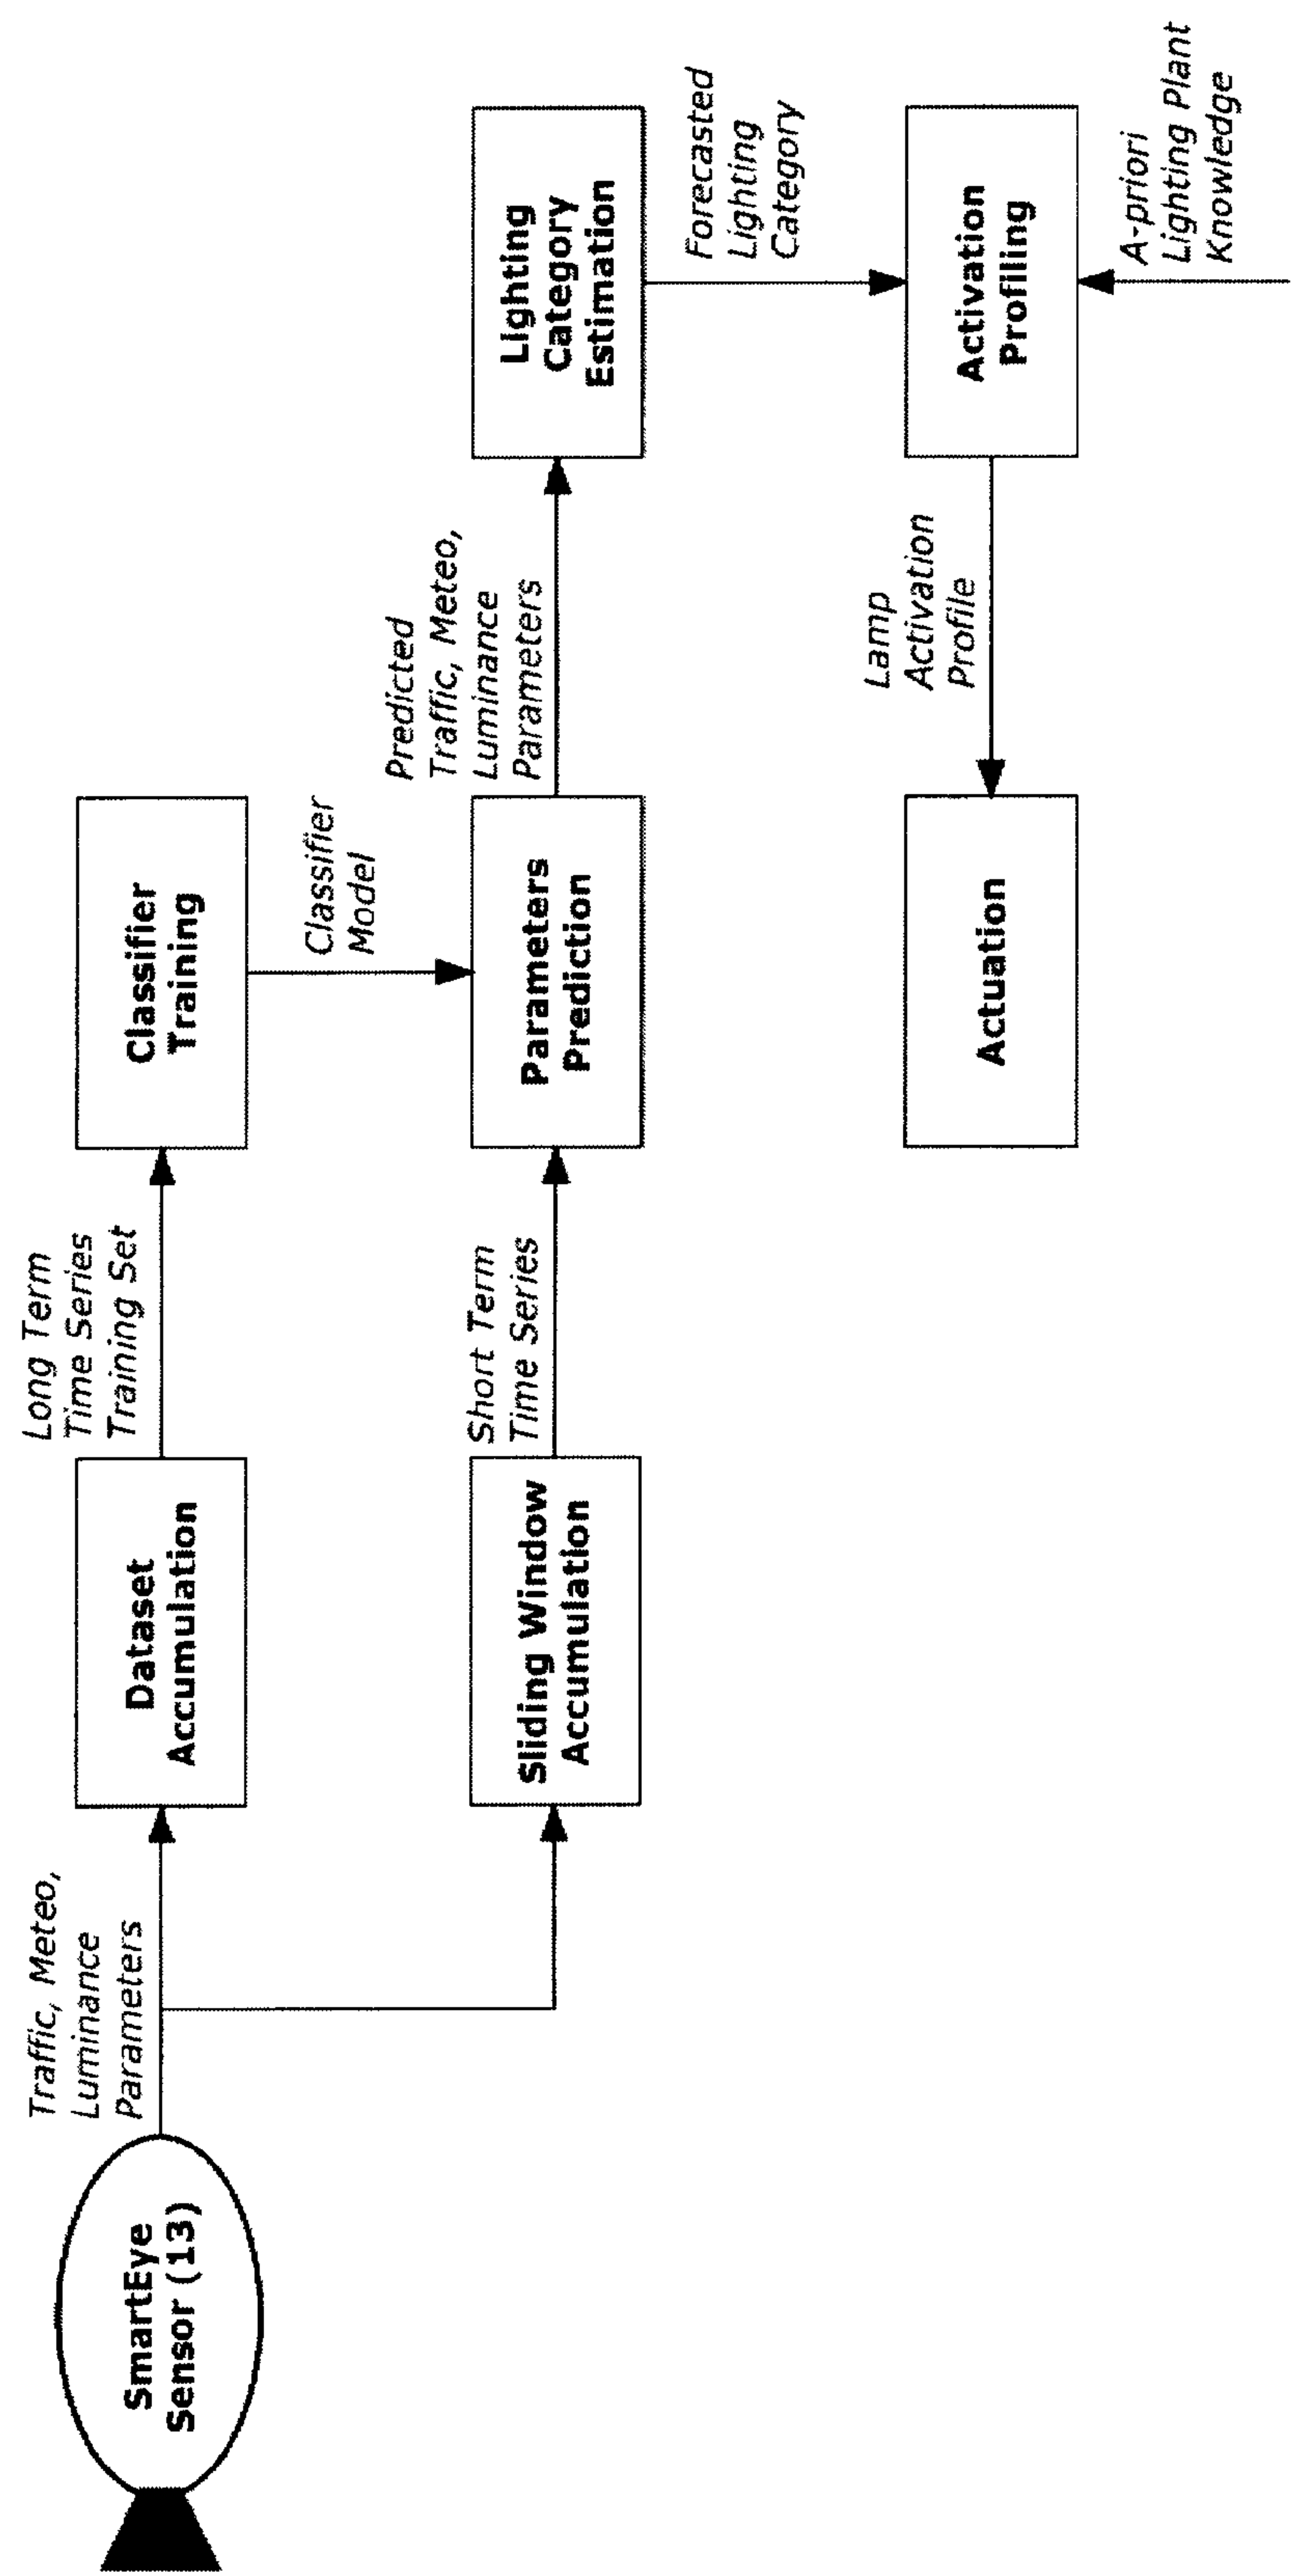 SmartEye
Sensor (13)
Traffic, Meteo,
Luminance
Parameters
Dataset
Accumulation
Long Term
Time Series
Training Set
Classifier
Training
Classifier
Model
Sliding Window
Accumulation
Short Term
Time Series
Parameters
Prediction
Predicted
Traffic, Meteo,
Luminance
Parameters
Lighting
Category
Estimation
Forecasted
Lighting
Category
Activation
Profiling
A-priori
Lighting Plant
Knowledge
Lamp
Activation
Profile
Actuation